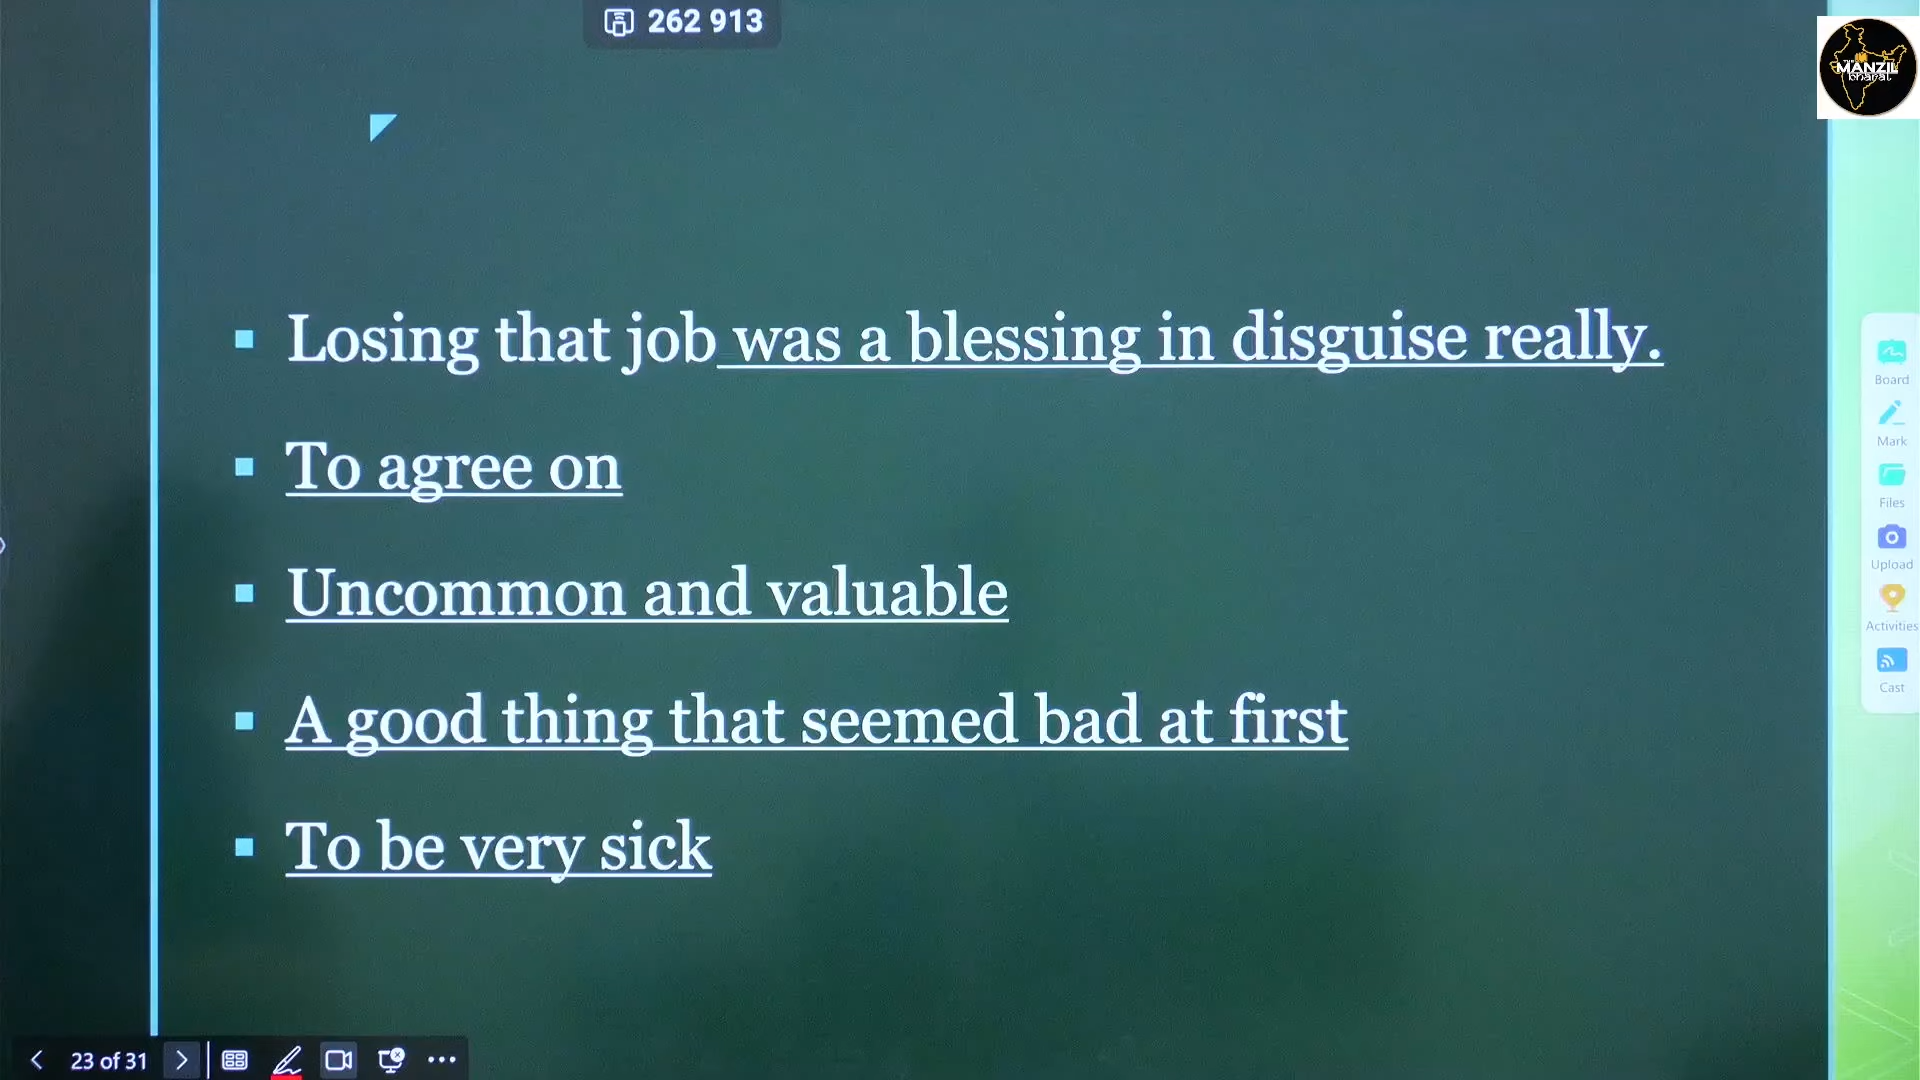 262 913
MANZIL
bharat
Losing that job was a blessing in disguise really.
To agree on
Uncommon and valuable
A good thing that seemed bad at first
To be very sick
Board
Mark
Files
Upload
Activities
Cast
23 of 31